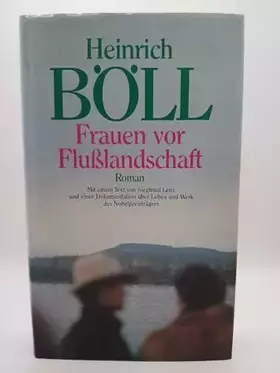 Heinrich
BÖLL
Frauen vor
Flußlandschaft
Roman
Mit einem Text von Siegfried Lenz
und einer Dokumentation über Leben und Werk
des Nobelpreisträgers